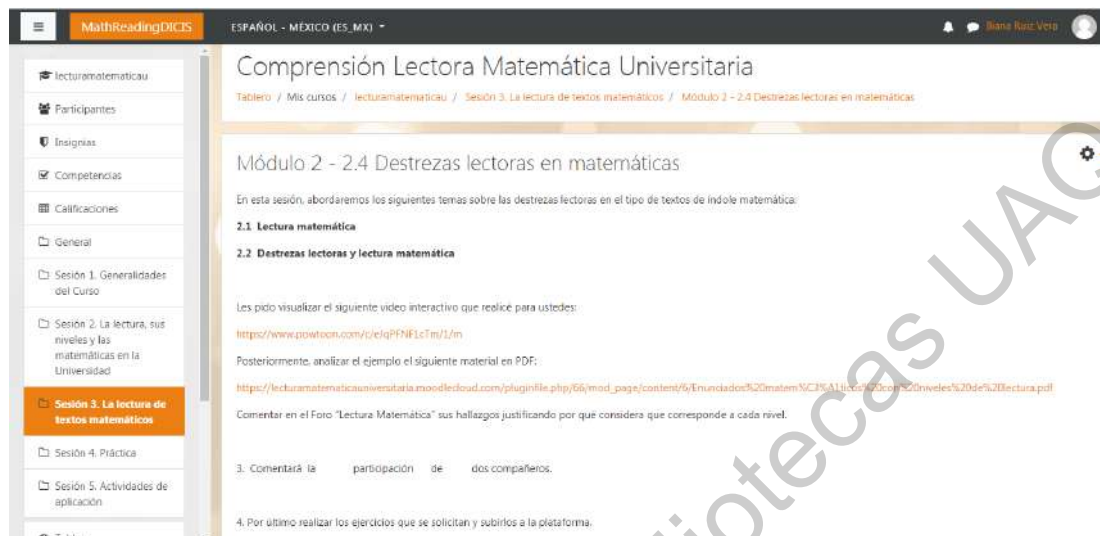 MathReadingDICIS
ESPAÑOL - MÉXICO (ES_MX)
Diana Ruiz Vera
lecturamatematicau
Participantes
Insignias
Competencias
Calificaciones
General
Sesión 1. Generalidades
del Curso
Sesión 2. La lectura, sus
niveles y las
matemáticas en la
Universidad
Sesión 3. La lectura de
textos matemáticos
Sesión 4. Práctica
Sesión 5. Actividades de
aplicación
Comprensión Lectora Matemática Universitaria
Tablero / Mis cursos / lecturamatematicau / Sesión 3. La lectura de textos matemáticos / Módulo 2 - 2.4 Destrezas lectoras en matemáticas
Módulo 2 - 2.4 Destrezas lectoras en matemáticas
En esta sesión, abordaremos los siguientes temas sobre las destrezas lectoras en el tipo de textos de índole matemática:
2.1 Lectura matemática
2.2 Destrezas lectoras y lectura matemática
Les pido visualizar el siguiente video interactivo que realicé para ustedes:
https://www.powtoon.com/c/eJqPFNFLcTm/1/m
Posteriormente, analizar el ejemplo el siguiente material en PDF:
https://lecturamatematicauniversitaria.moodlecloud.com/pluginfile.php/66/mod_page/content/6/Enunciados%20matem%C3%A1ticos%20con%20niveles%20de%20lectura.pdf
Comentar en el Foro "Lectura Matemática" sus hallazgos justificando por qué considera que corresponde a cada nivel.
3. Comentará la participación de dos compañeros.
4. Por último realizar los ejercicios que se solicitan y subirlos a la plataforma.